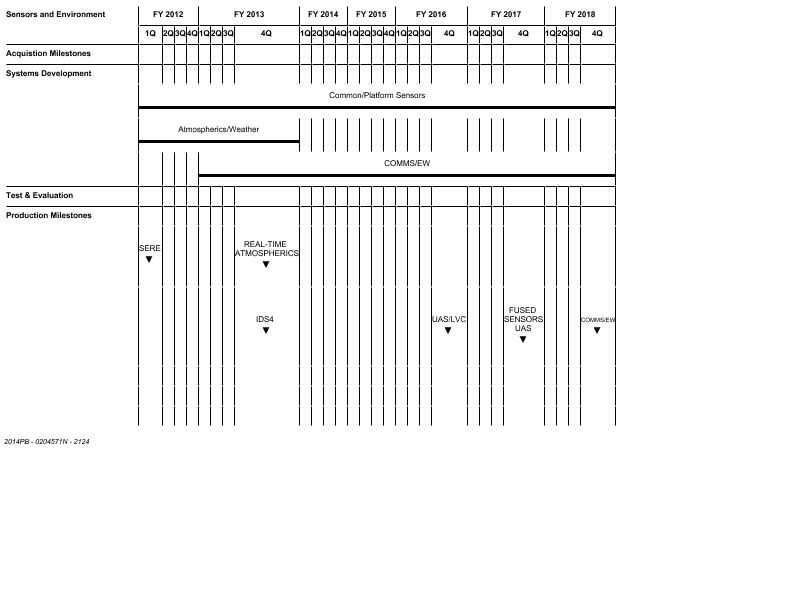 Sensors and Environment FY 2012 FY 2013 FY 2014 FY 2015 FY 2016 FY 2017 FY 2018
1Q 2Q 3Q 4Q 1Q 2Q 3Q 4Q 1Q 2Q 3Q 4Q 1Q 2Q 3Q 4Q 1Q 2Q 3Q 4Q 1Q 2Q 3Q 4Q 1Q 2Q 3Q 4Q
Acquistion Milestones
Systems Development
Common/Platform Sensors
Atmospherics/Weather
COMMS/EW
Test & Evaluation
Production Milestones
SERE
REAL-TIME
ATMOSPHERICS
IDS4
UAS/LVC
FUSED
SENSORS
UAS
COMMS/EW
2014PB - 0204571N - 2124